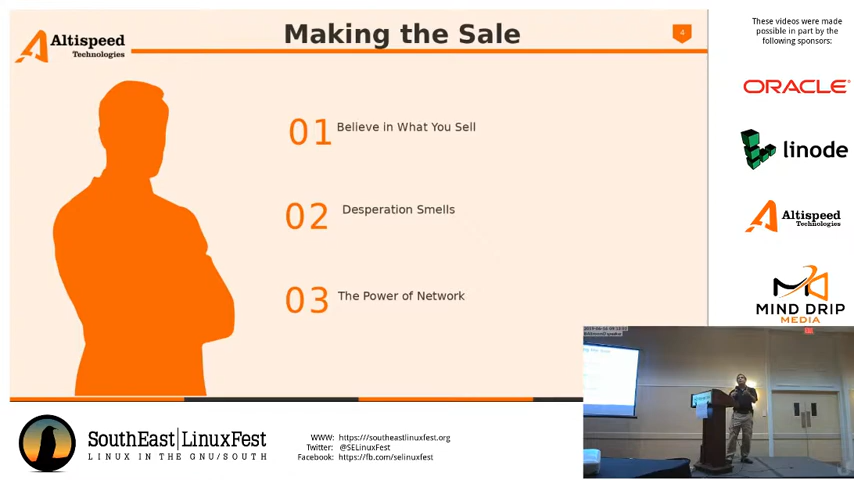 Altispeed
Technologies
Making the Sale
4
01 Believe in What You Sell
02 Desperation Smells
03 The Power of Network
These videos were made
possible in part by the
following sponsors:
ORACLE
linode
Altispeed
Technologies
MIND DRIP
MEDIA
SouthEast|LinuxFest
LINUX IN THE GNU/SOUTH
WWW: https://southeastlinuxfest.org
Twitter: @SELinuxFest
Facebook: https://fb.com/selinuxfest